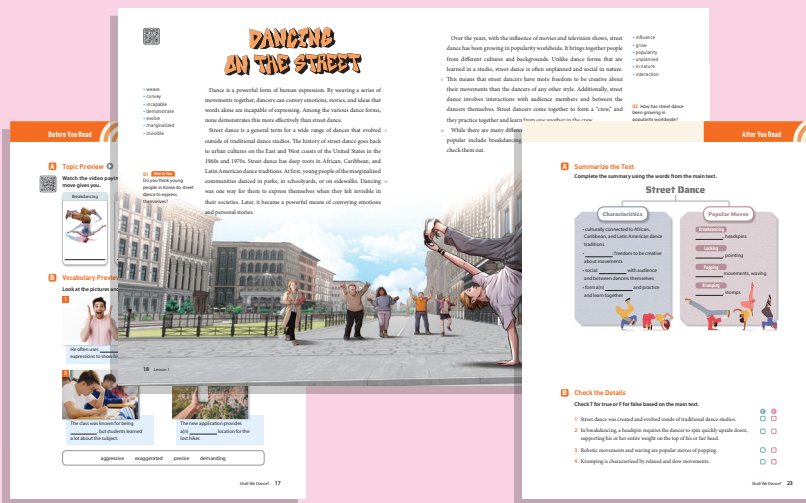 DANCING
ON THE STREET
• weave
• convey
• incapable
• demonstrate
• evolve
• marginalized
• invisible
Dance is a powerful form of human expression. By weaving a series of
movements together, dancers can convey emotions, stories, and ideas that
words alone are incapable of expressing. Among the various dance forms,
none demonstrates this more effectively than street dance.
Street dance is a general term for a wide range of dances that evolved
outside of traditional dance studios. The history of street dance goes back
to urban cultures on the East and West coasts of the United States in the
1960s and 1970s. Street dance has deep roots in African, Caribbean, and
Latin American dance traditions. At first, young people of the marginalized
communities danced in parks, in schoolyards, or on sidewalks. Dancing
was one way for them to express themselves when they felt invisible in
their societies. Later, it became a powerful means of conveying emotions
and personal stories.
Q1
Do you think young
people in Korea do street
dance to express
themselves?
18 Lesson 1
Over the years, with the influence of movies and television shows, street
dance has been growing in popularity worldwide. It brings together people
from different cultures and backgrounds. Unlike dance forms that are
learned in a studio, street dance is often unplanned and social in nature.
This means that street dancers have more freedom to be creative about
their movements than the dancers of any other style. Additionally, street
dance involves interactions with audience members and between the
dancers themselves. Street dancers come together to form a "crew," and
they practice together and learn from one another in the crew.
While there are many differ
popular include breakdancing
check them out.
• influence
• grow
• popularity
• unplanned
• in nature
• interaction
Q2 How has street dance
been growing in
popularity worldwide?
Before You Read
A Topic Preview
Watch the video
move gives you.
Breakdancing
B Vocabulary Preview
Look at the pictures an
1
He often uses
expressions to show
3
The class was known for being
, but students learned
a lot about the subject.
The new application provides
a(n) location for the
lost hiker.
aggressive exaggerated precise demanding
Shall We Dance? 17
After You Read
A Summarize the Text
Complete the summary using the words from the main text.
Street Dance
Characteristics
• culturally connected to African,
Caribbean, and Latin American dance
traditions
• freedom to be creative
about movements
• social with audience
and between dancers themselves
• form a(n) and practice
and learn together
Popular Moves
Breakdancing
, headspins
Locking
, pointing
Popping
movements, waving
Krumping
, stomps
B Check the Details
Check T for true or F for false based on the main text.
T F
1 Street dance was created and evolved inside of traditional dance studios.
2 In breakdancing, a headspin requires the dancer to spin quickly upside down,
supporting his or her entire weight on the top of his or her head.
3 Robotic movements and waving are popular moves of popping.
4 Krumping is characterized by relaxed and slow movements.
Shall We Dance? 23